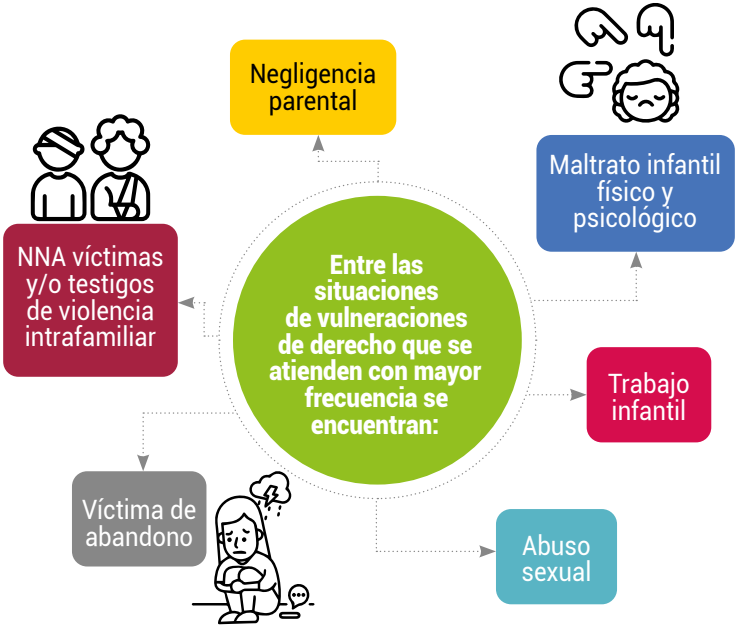 Entre las
situaciones
de vulneraciones
de derecho que se
atienden con mayor
frecuencia se
encuentran:
Negligencia
parental
Maltrato infantil
físico y
psicológico
Trabajo
infantil
Abuso
sexual
Víctima de
abandono
NNA víctimas
y/o testigos
de violencia
intrafamiliar